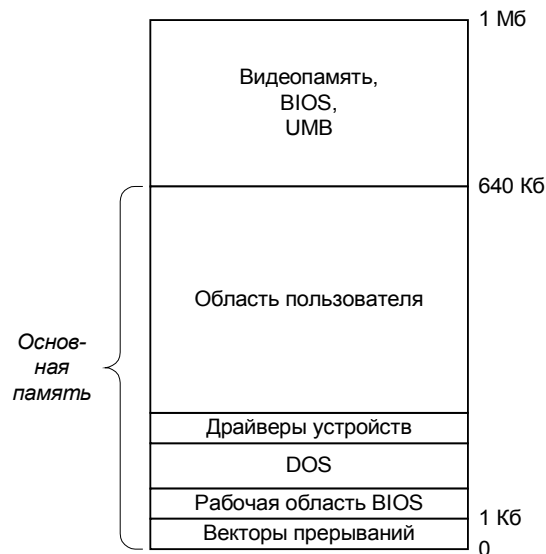 1 Мб
Видеопамять,
BIOS,
UMB
640 Кб
Область пользователя
Основ-
ная
память
Драйверы устройств
DOS
Рабочая область BIOS
1 Кб
Векторы прерываний
0